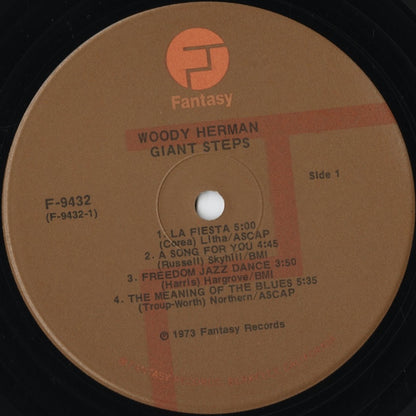 Fantasy
WOODY HERMAN
GIANT STEPS
F-9432
(F-9432-1)
Side 1
1. LA FIESTA 5:00
(Corea) Litha/ASCAP
2. A SONG FOR YOU 4:45
(Russell) Skyhill/BMI
3. FREEDOM JAZZ DANCE 3:50
(Harris) Hargrove/BMI
4. THE MEANING OF THE BLUES 5:35
(Troup-Worth) Northern/ASCAP
℗ 1973 Fantasy Records